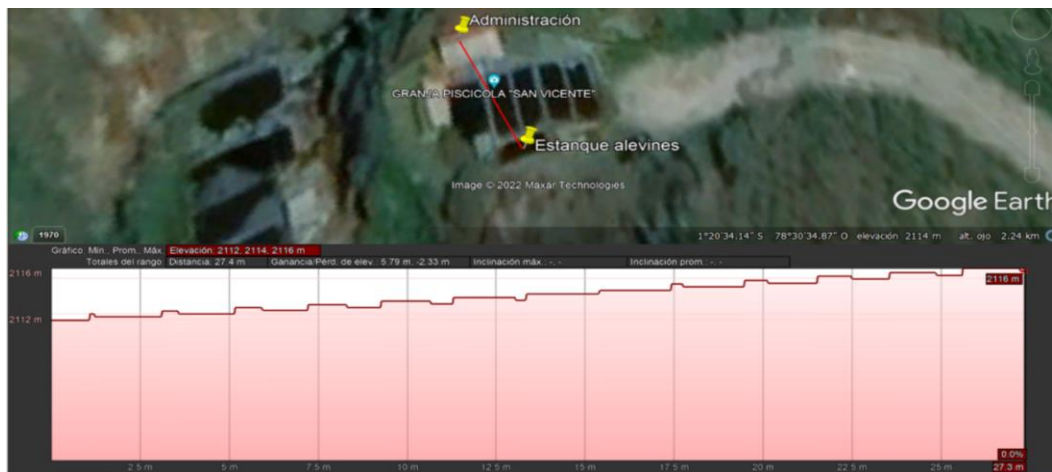 Administración
GRANJA PISCICOLA "SAN VICENTE"
Estanque alevines
Image © 2022 Maxar Technologies
Google Earth
1970
1°20'34.14" S 78°30'34.87" O elevación 2114 m alt. ojo 2.24 km
Gráfico: Mín., Prom., Máx. Elevación: 2112, 2114, 2116 m
Totales del rango: Distancia: 27.4 m Ganancia/Pérd. de elev.: 5.79 m, -2.33 m Inclinación máx.: -, - Inclinación prom.: -, -
2116 m
2116 m
2112 m
0.0%
2.5 m 5 m 7.5 m 10 m 12.5 m 15 m 17.5 m 20 m 22.5 m 25 m 27.3 m